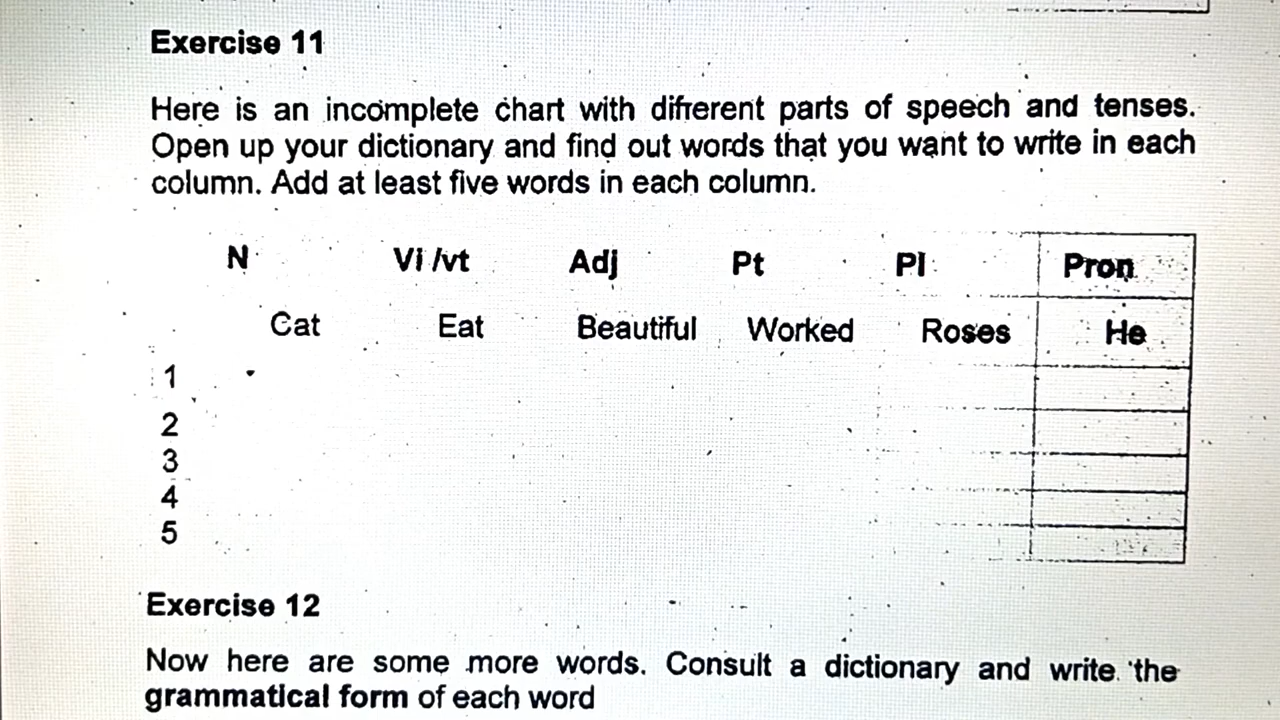 Exercise 11
Here is an incomplete chart with different parts of speech and tenses.
Open up your dictionary and find out words that you want to write in each
column. Add at least five words in each column.
N Vi /vt Adj Pt Pl Pron
Cat Eat Beautiful Worked Roses He
1
2
3
4
5
Exercise 12
Now here are some more words. Consult a dictionary and write the
grammatical form of each word